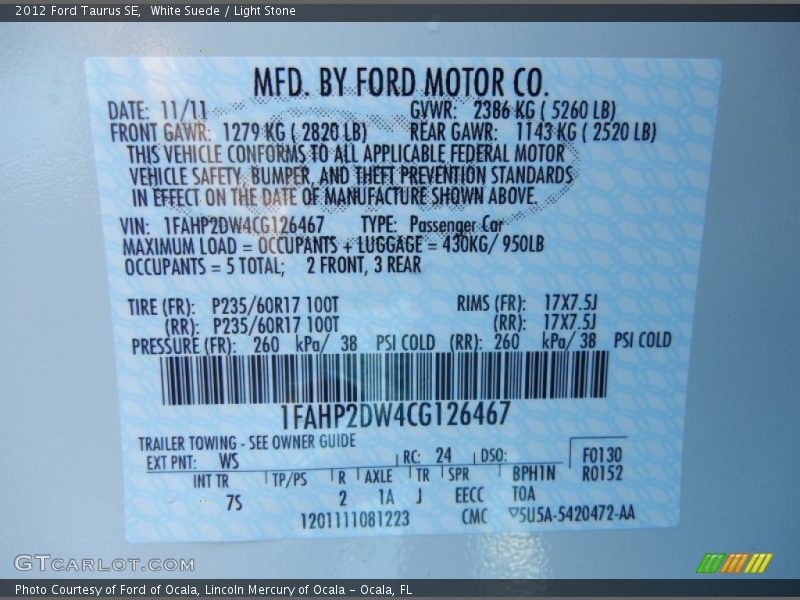 2012 Ford Taurus SE, White Suede / Light Stone
MFD. BY FORD MOTOR CO.
DATE: 11/11 GVWR: 2386 KG ( 5260 LB)
FRONT GAWR: 1279 KG ( 2820 LB) REAR GAWR: 1143 KG ( 2520 LB)
THIS VEHICLE CONFORMS TO ALL APPLICABLE FEDERAL MOTOR
VEHICLE SAFETY, BUMPER, AND THEFT PREVENTION STANDARDS
IN EFFECT ON THE DATE OF MANUFACTURE SHOWN ABOVE.
VIN: 1FAHP2DW4CG126467 TYPE: Passenger Car
MAXIMUM LOAD = OCCUPANTS + LUGGAGE = 430KG/ 950LB
OCCUPANTS = 5 TOTAL; 2 FRONT, 3 REAR
TIRE (FR): P235/60R17 100T RIMS (FR): 17X7.5J
(RR): P235/60R17 100T (RR): 17X7.5J
PRESSURE (FR): 260 kPa/ 38 PSI COLD (RR): 260 kPa/ 38 PSI COLD
1FAHP2DW4CG126467
TRAILER TOWING - SEE OWNER GUIDE
EXT PNT: WS RC: 24 DSO: F0130
INT TR TP/PS R AXLE TR SPR BPH1N R0152
7S 2 1A J EECC TOA
1201111081223 CMC ▽5U5A-5420472-AA
GTCARLOT.COM
Photo Courtesy of Ford of Ocala, Lincoln Mercury of Ocala – Ocala, FL